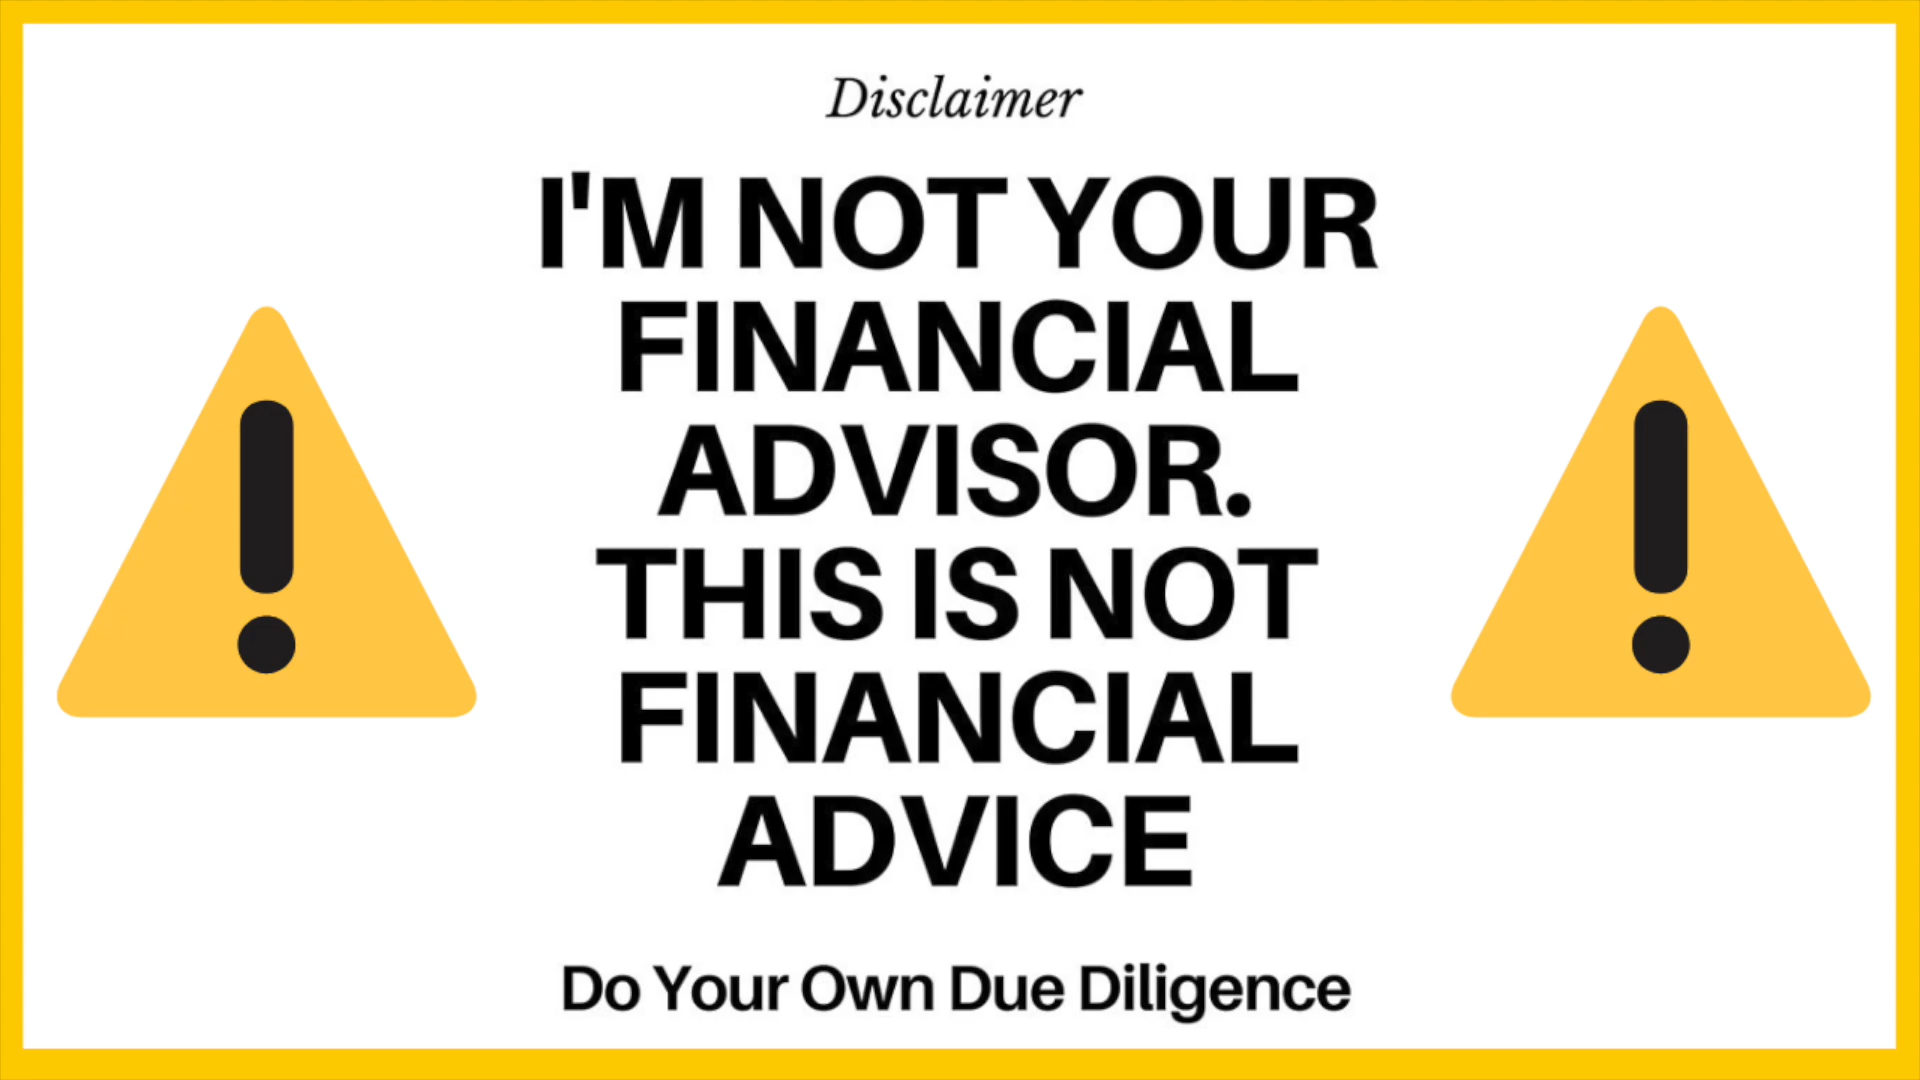 Disclaimer
I'M NOT YOUR
FINANCIAL
ADVISOR.
THIS IS NOT
FINANCIAL
ADVICE
Do Your Own Due Diligence